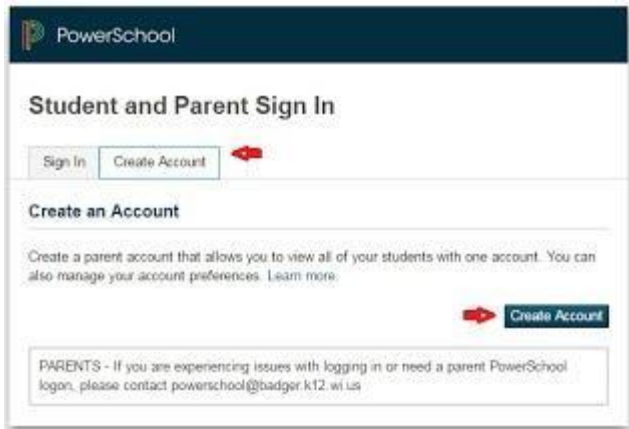 PowerSchool
Student and Parent Sign In
Sign In
Create Account
Create an Account
Create a parent account that allows you to view all of your students with one account. You can
also manage your account preferences. Learn more.
Create Account
PARENTS - If you are experiencing issues with logging in or need a parent PowerSchool
logon, please contact powerschool@badger.k12.wi.us